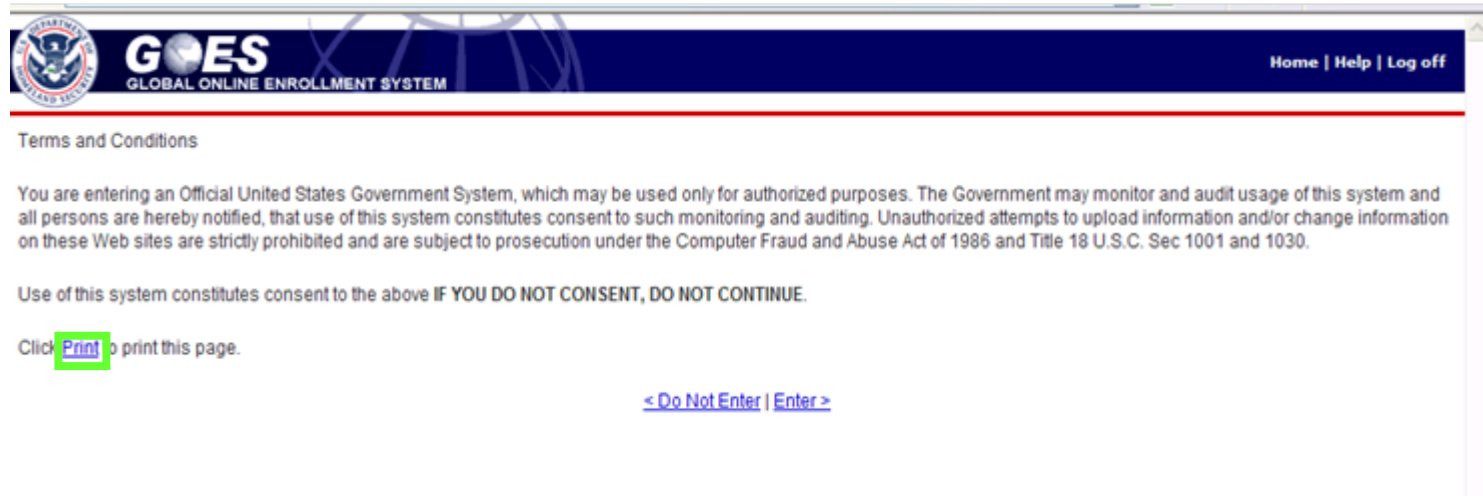 GOES
GLOBAL ONLINE ENROLLMENT SYSTEM
Home | Help | Log off
U.S. DEPARTMENT OF HOMELAND SECURITY
Terms and Conditions
You are entering an Official United States Government System, which may be used only for authorized purposes. The Government may monitor and audit usage of this system and
all persons are hereby notified, that use of this system constitutes consent to such monitoring and auditing. Unauthorized attempts to upload information and/or change information
on these Web sites are strictly prohibited and are subject to prosecution under the Computer Fraud and Abuse Act of 1986 and Title 18 U.S.C. Sec 1001 and 1030.
Use of this system constitutes consent to the above IF YOU DO NOT CONSENT, DO NOT CONTINUE.
Click Print to print this page.
< Do Not Enter | Enter >